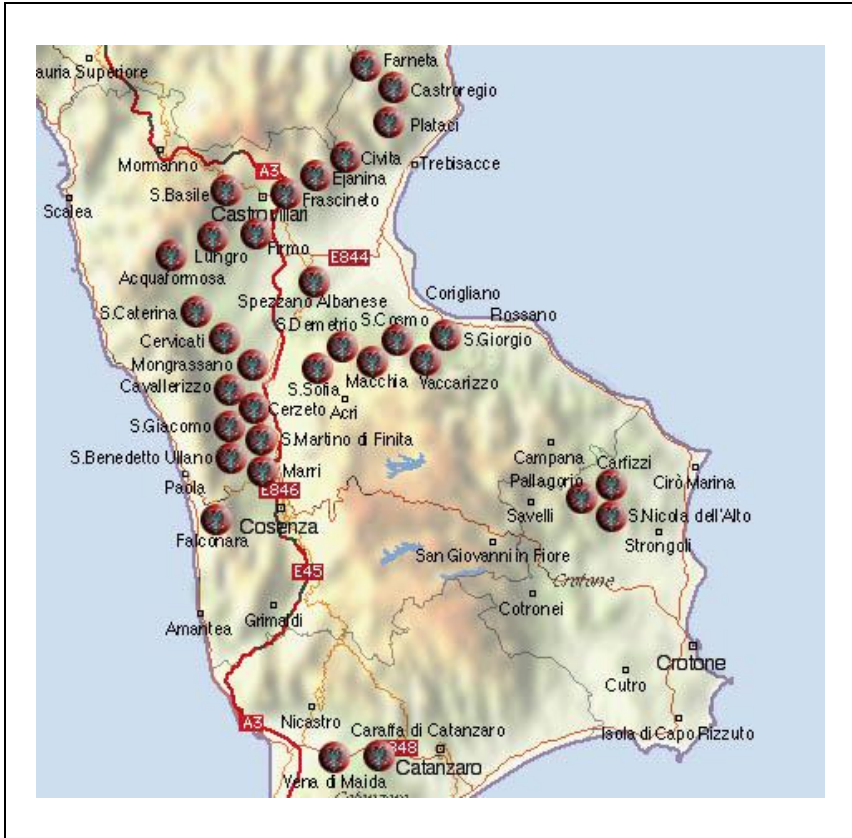 Farneta
auria Superiore
Castroregio
Plataci
Mormanno
Civita
Trebisacce
A3
Ejanina
S.Basile
Frascineto
Scalea
Castrovillari
Firmo
Lungro
E844
Acquaformosa
Spezzano Albanese
Corigliano
S.Caterina
S.Cosmo
Rossano
S.Demetrio
Cervicati
S.Giorgio
Mongrassano
Macchia
Vaccarizzo
Cavallerizzo
S.Sofia
Cerzeto
Acri
S.Giacomo
S.Martino di Finita
S.Benedetto Ullano
Campana
Carfizzi
Marri
Pallagorio
Cirò Marina
Paola
E846
Savelli
S.Nicola dell'Alto
Cosenza
Falconara
Strongoli
San Giovanni in Fiore
E45
Crotone
Cotronei
Grimaldi
Amantea
Crotone
Cutro
Nicastro
A3
Caraffa di Catanzaro
Isola di Capo Rizzuto
848
Catanzaro
Vena di Maida